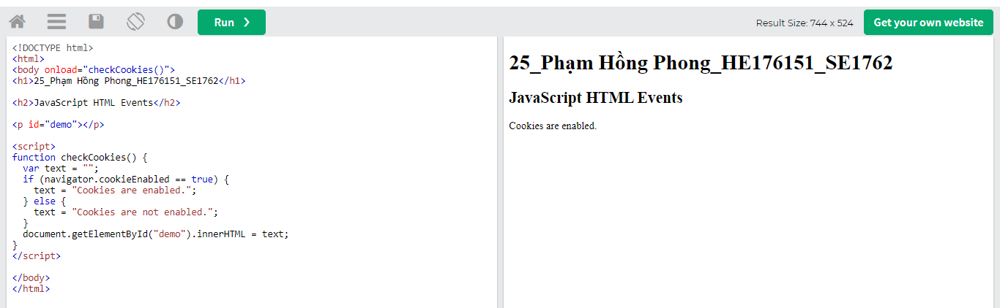 Run ❯
Result Size: 744 x 524
Get your own website
<!DOCTYPE html>
<html>
<body onload="checkCookies()">
<h1>25_Phạm Hồng Phong_HE176151_SE1762</h1>
<h2>JavaScript HTML Events</h2>
<p id="demo"></p>
<script>
function checkCookies() {
  var text = "";
  if (navigator.cookieEnabled == true) {
    text = "Cookies are enabled.";
  } else {
    text = "Cookies are not enabled.";
  }
  document.getElementById("demo").innerHTML = text;
}
</script>
</body>
</html>
25_Phạm Hồng Phong_HE176151_SE1762
JavaScript HTML Events
Cookies are enabled.